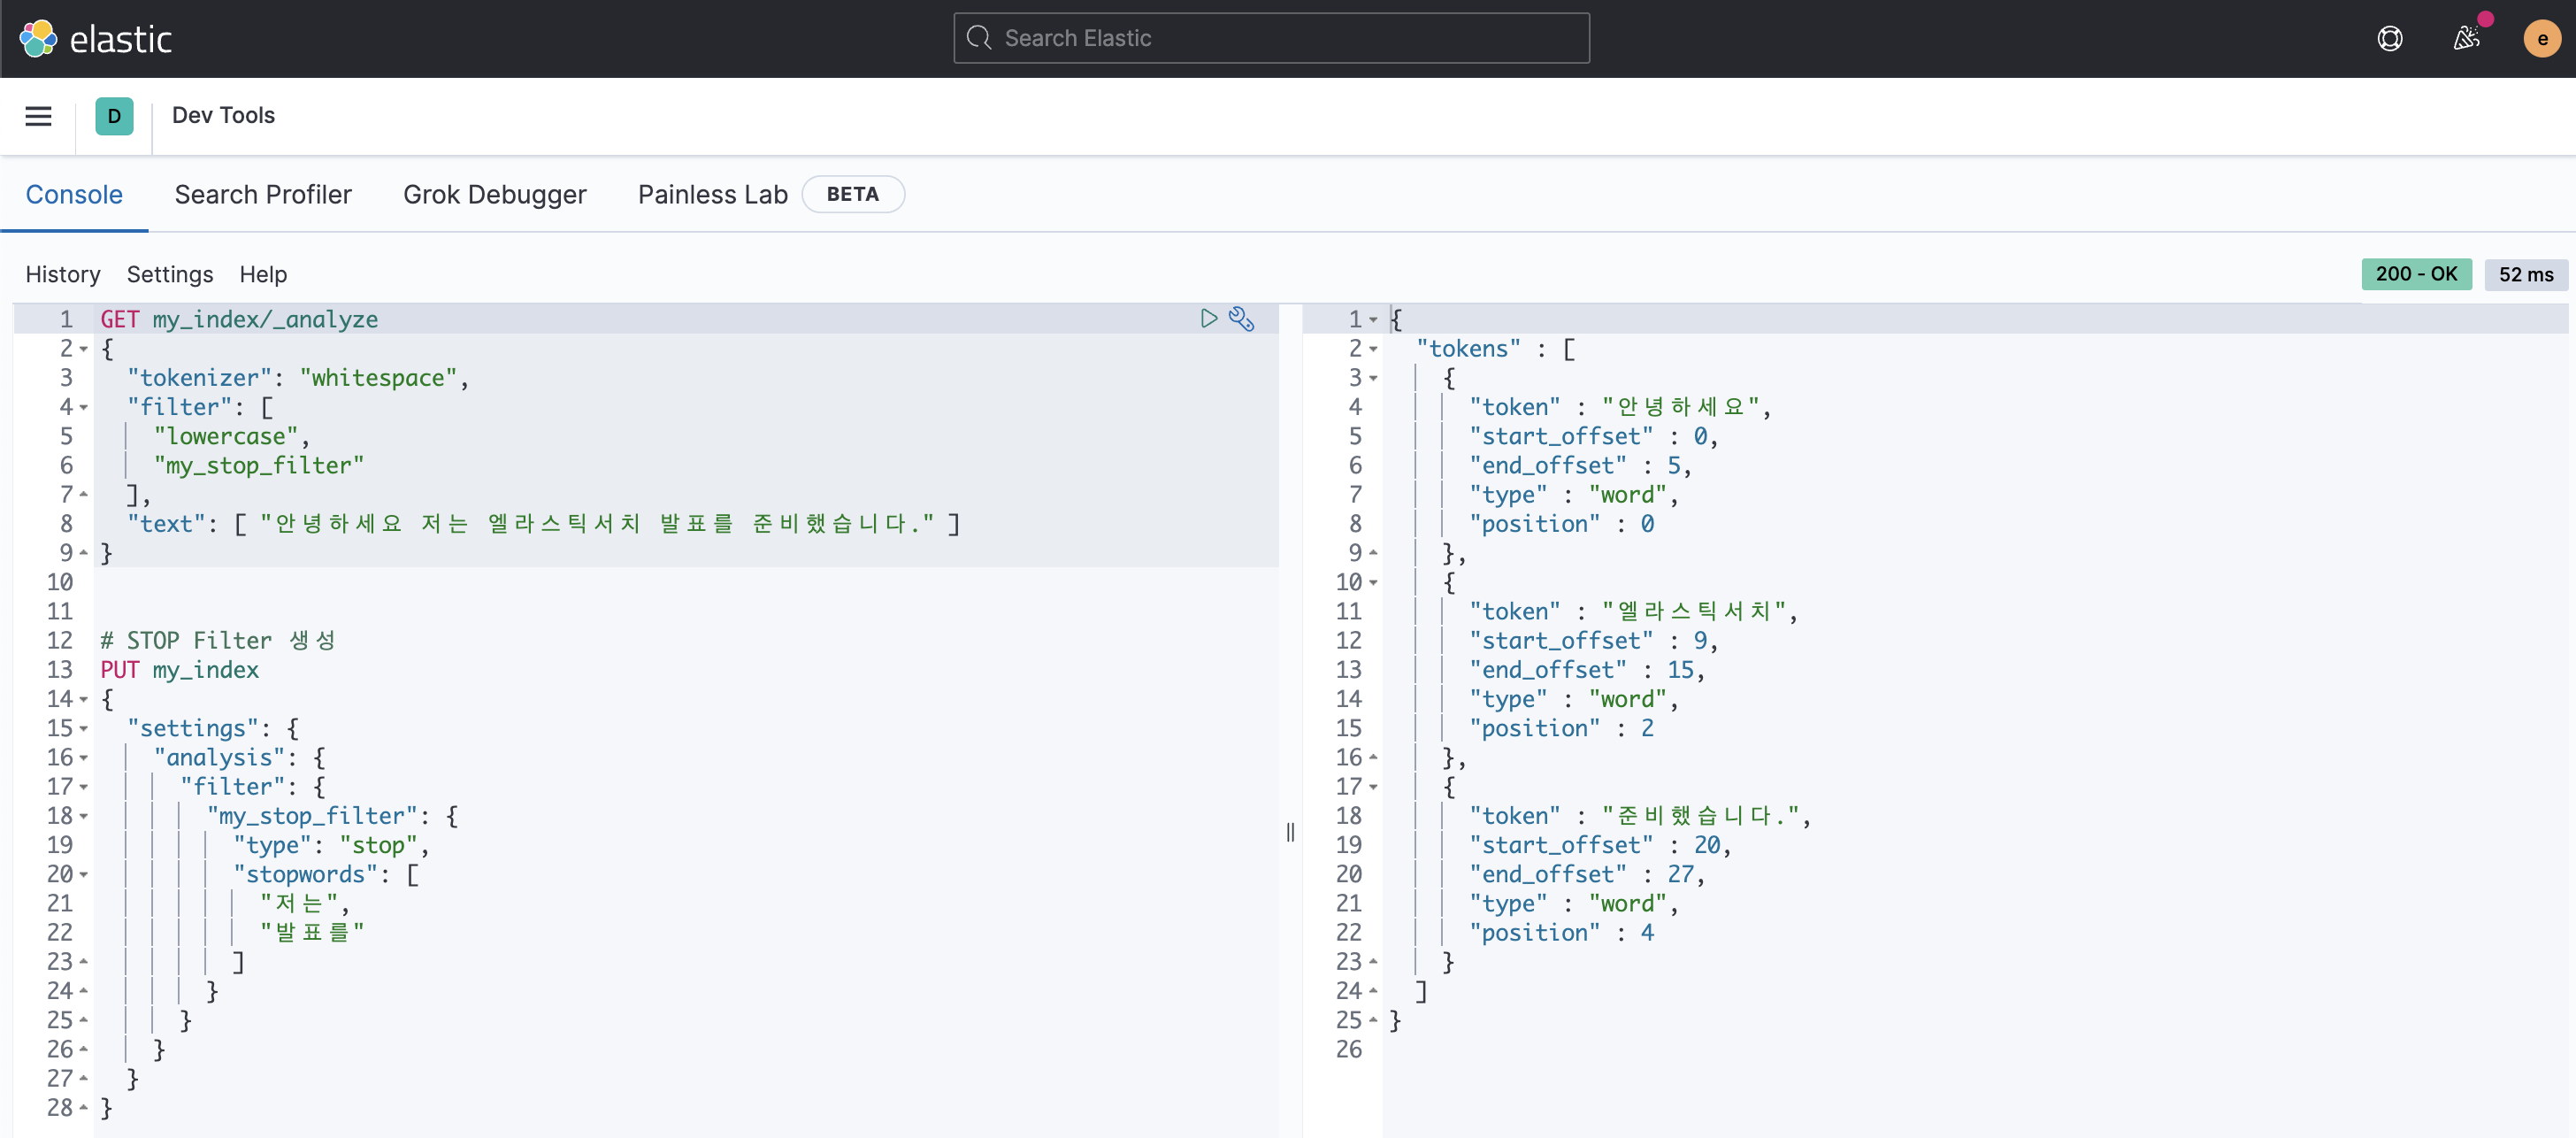 elastic
Search Elastic
e
D
Dev Tools
Console
Search Profiler
Grok Debugger
Painless Lab
BETA
History
Settings
Help
200 - OK
52 ms
1 GET my_index/_analyze
2 {
3 "tokenizer": "whitespace",
4 "filter": [
5 "lowercase",
6 "my_stop_filter"
7 ],
8 "text": [ "안녕하세요 저는 엘라스틱서치 발표를 준비했습니다." ]
9 }
10
11
12 # STOP Filter 생성
13 PUT my_index
14 {
15 "settings": {
16 "analysis": {
17 "filter": {
18 "my_stop_filter": {
19 "type": "stop",
20 "stopwords": [
21 "저는",
22 "발표를"
23 ]
24 }
25 }
26 }
27 }
28 }
1 {
2 "tokens" : [
3 {
4 "token" : "안녕하세요",
5 "start_offset" : 0,
6 "end_offset" : 5,
7 "type" : "word",
8 "position" : 0
9 },
10 {
11 "token" : "엘라스틱서치",
12 "start_offset" : 9,
13 "end_offset" : 15,
14 "type" : "word",
15 "position" : 2
16 },
17 {
18 "token" : "준비했습니다.",
19 "start_offset" : 20,
20 "end_offset" : 27,
21 "type" : "word",
22 "position" : 4
23 }
24 ]
25 }
26